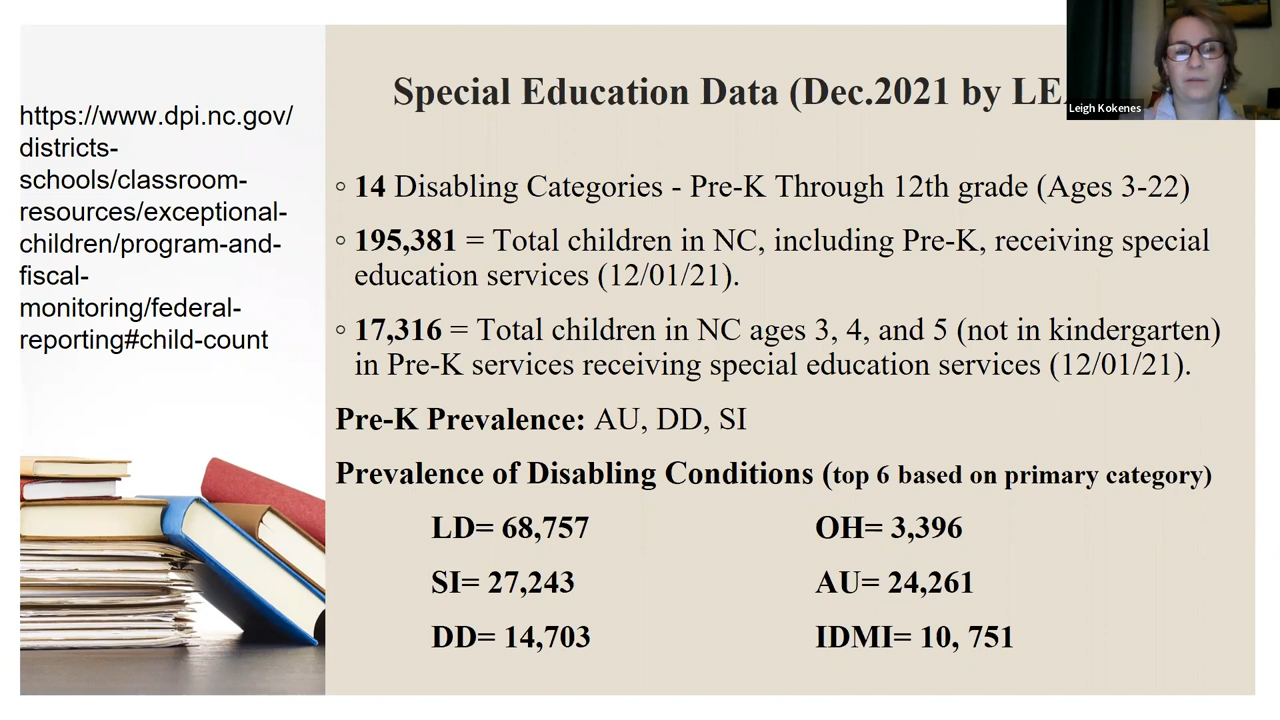 https://www.dpi.nc.gov/
districts-
schools/classroom-
resources/exceptional-
children/program-and-
fiscal-
monitoring/federal-
reporting#child-count
Special Education Data (Dec.2021 by LE
Leigh Kokenes
◦ 14 Disabling Categories - Pre-K Through 12th grade (Ages 3-22)
◦ 195,381 = Total children in NC, including Pre-K, receiving special
education services (12/01/21).
◦ 17,316 = Total children in NC ages 3, 4, and 5 (not in kindergarten)
in Pre-K services receiving special education services (12/01/21).
Pre-K Prevalence: AU, DD, SI
Prevalence of Disabling Conditions (top 6 based on primary category)
LD= 68,757
OH= 3,396
SI= 27,243
AU= 24,261
DD= 14,703
IDMI= 10, 751